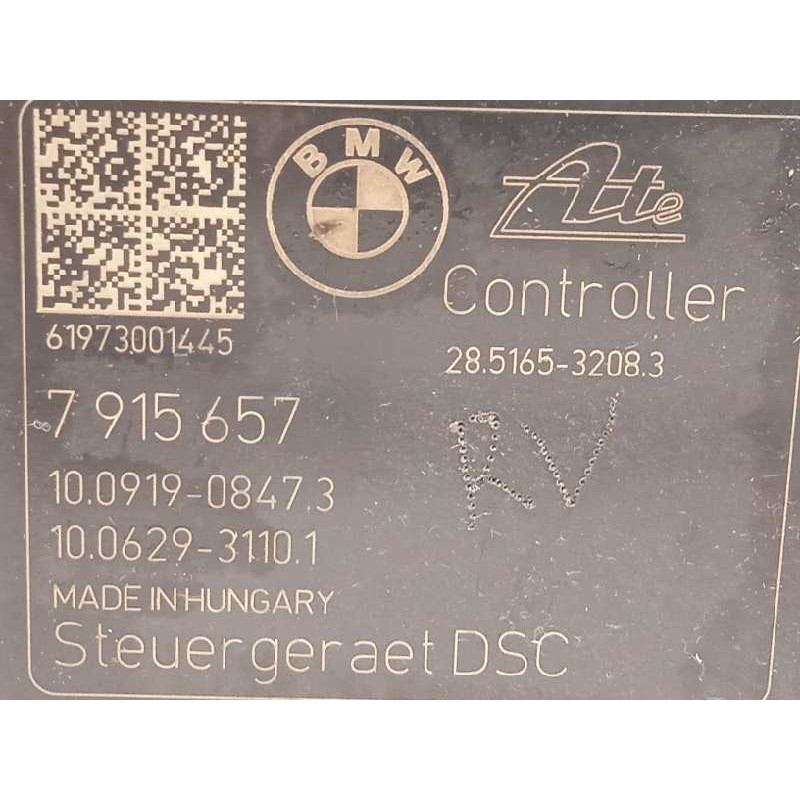 BMW
Ate
Controller
61973001445
28.5165-3208.3
7 915 657
RV
10.0919-0847.3
10.0629-3110.1
MADE IN HUNGARY
Steuergeraet DSC